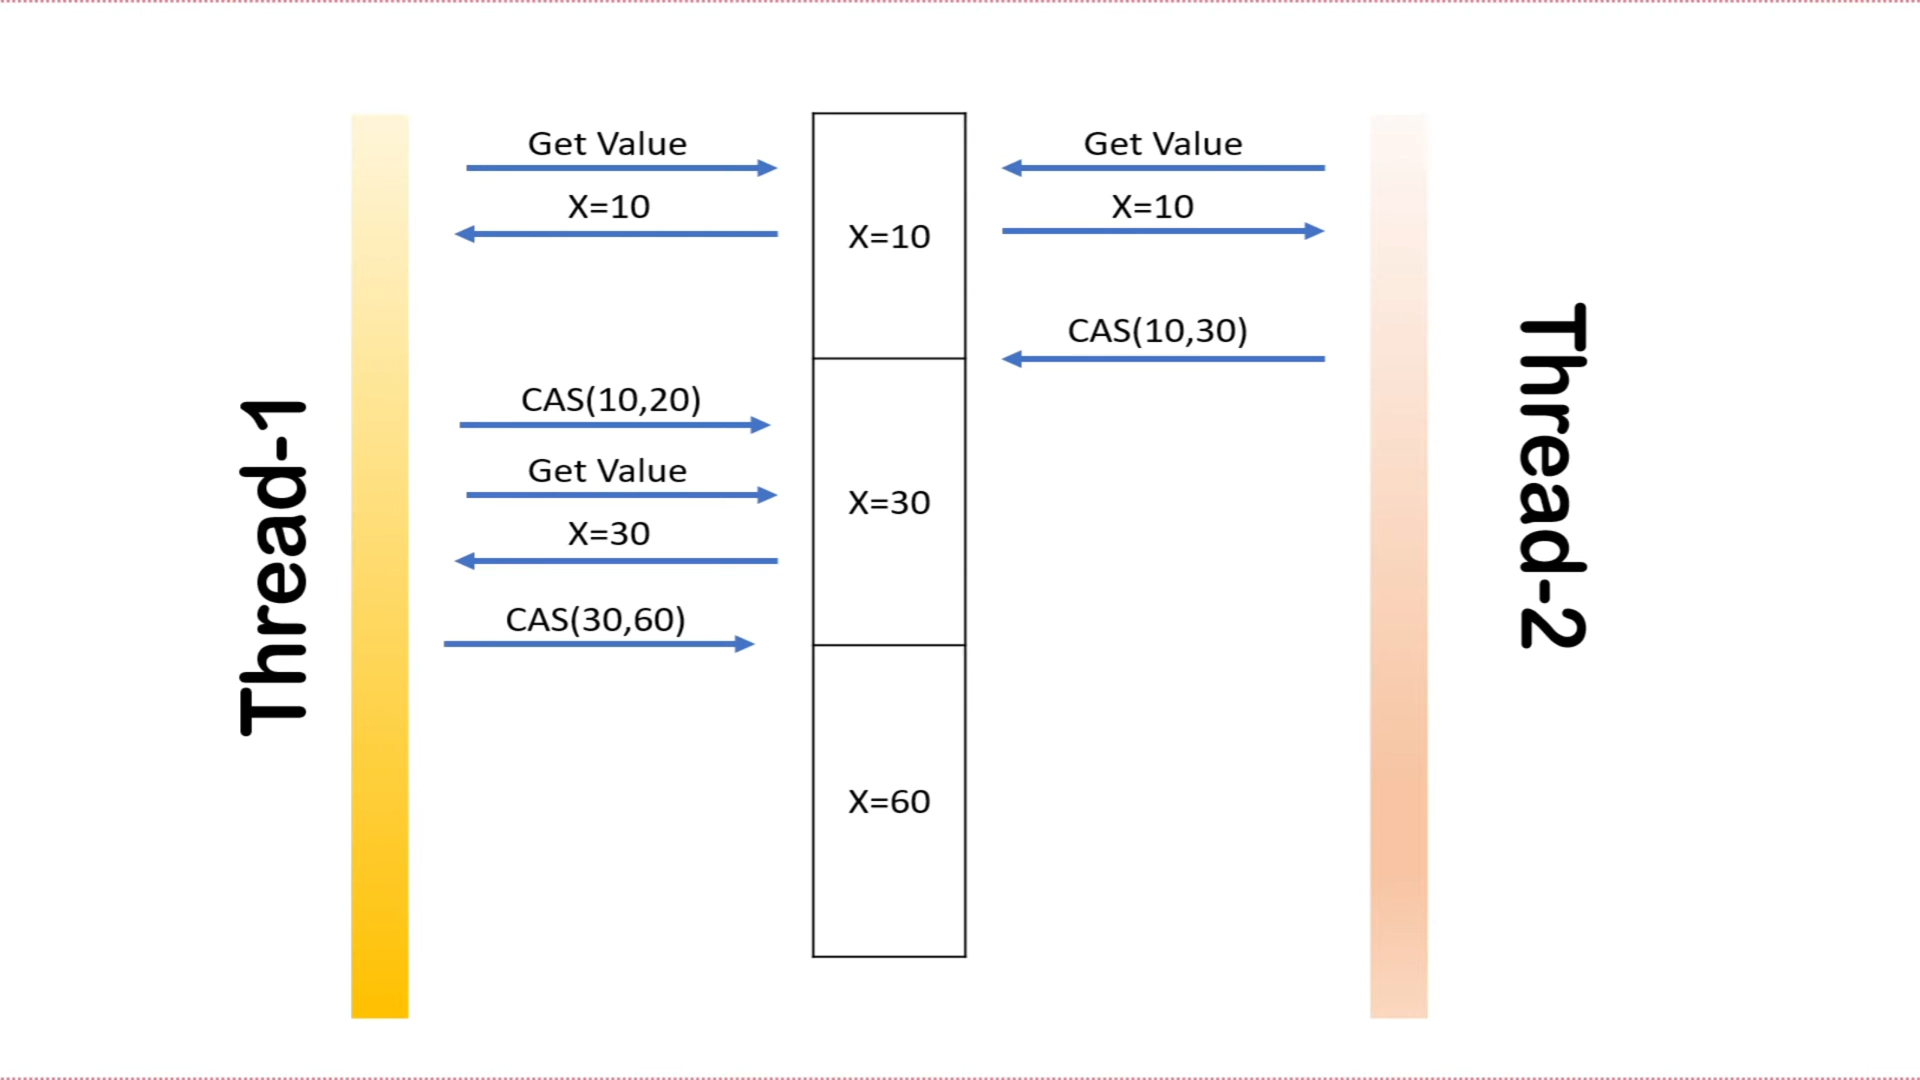 Thread-1
Get Value
X=10
CAS(10,20)
Get Value
X=30
CAS(30,60)
X=10
X=30
X=60
Get Value
X=10
CAS(10,30)
Thread-2